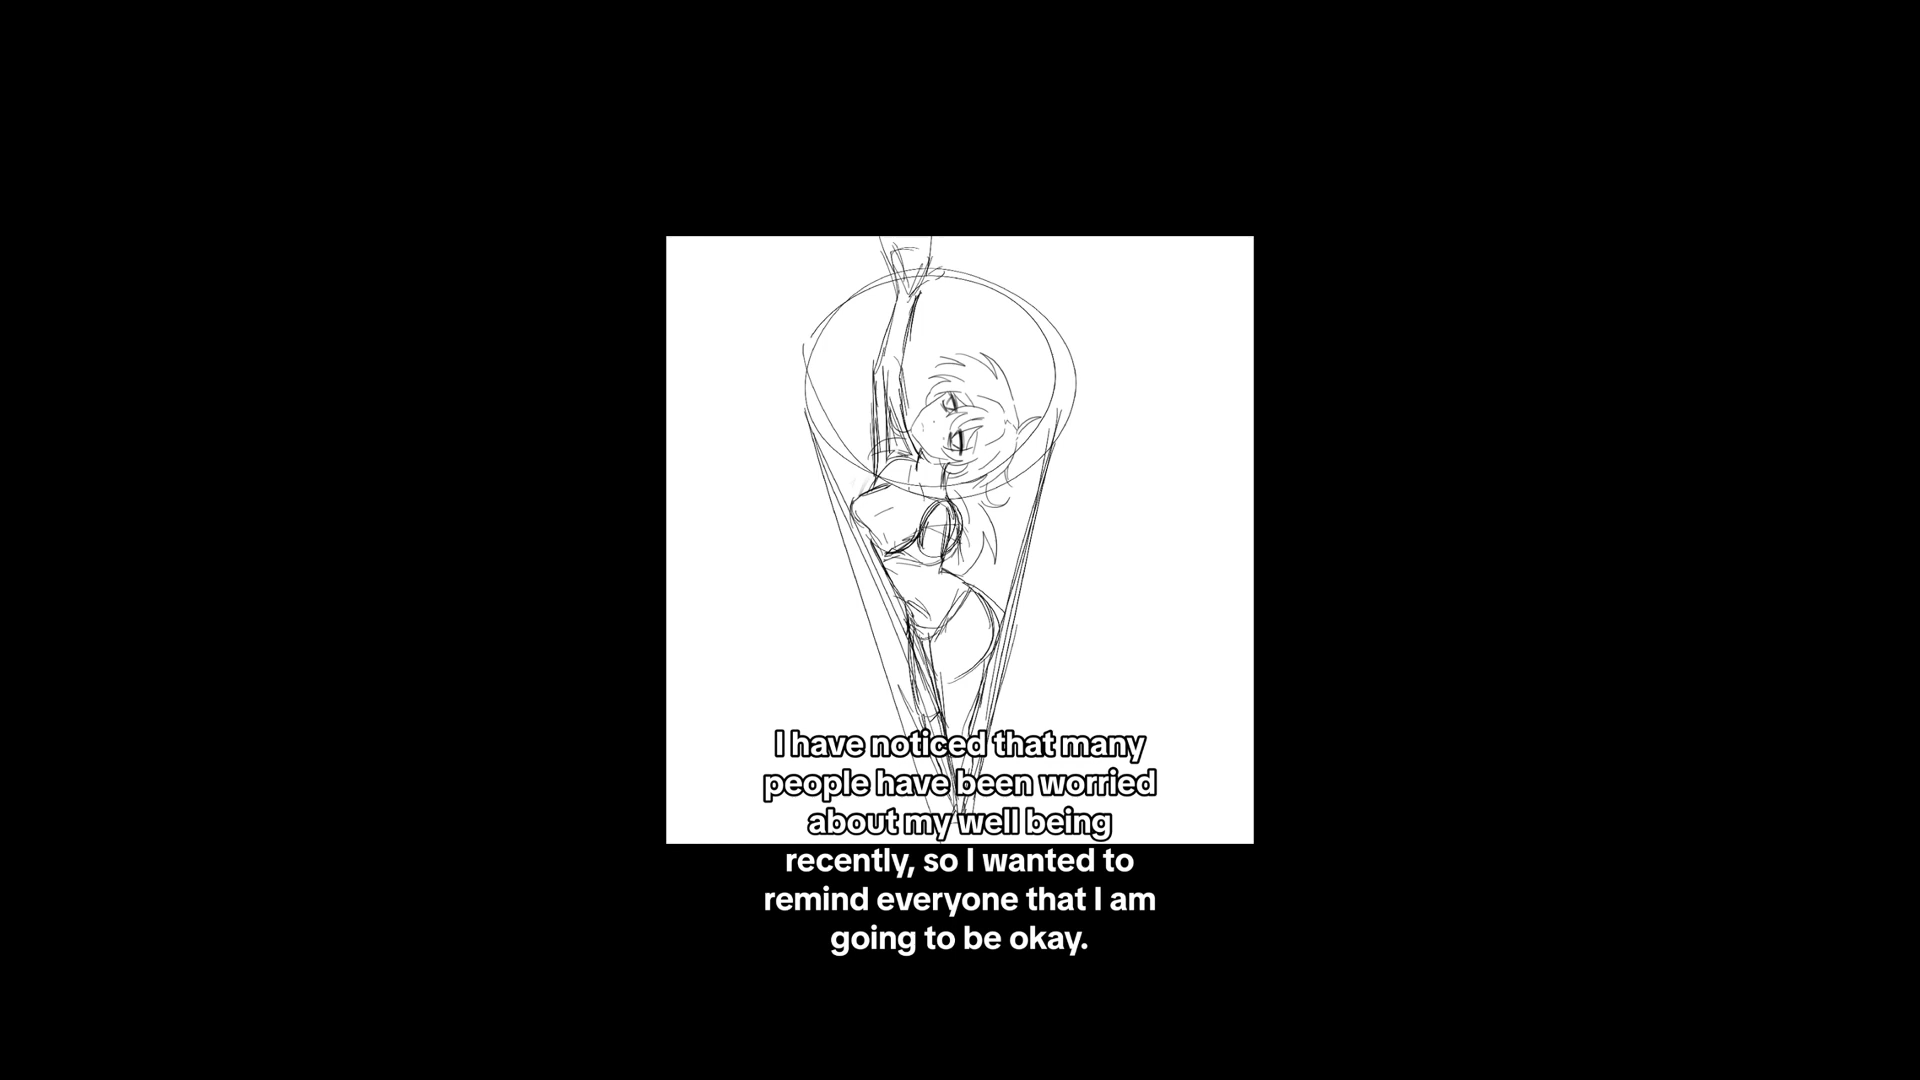 I have noticed that many
people have been worried
about my well being
recently, so I wanted to
remind everyone that I am
going to be okay.